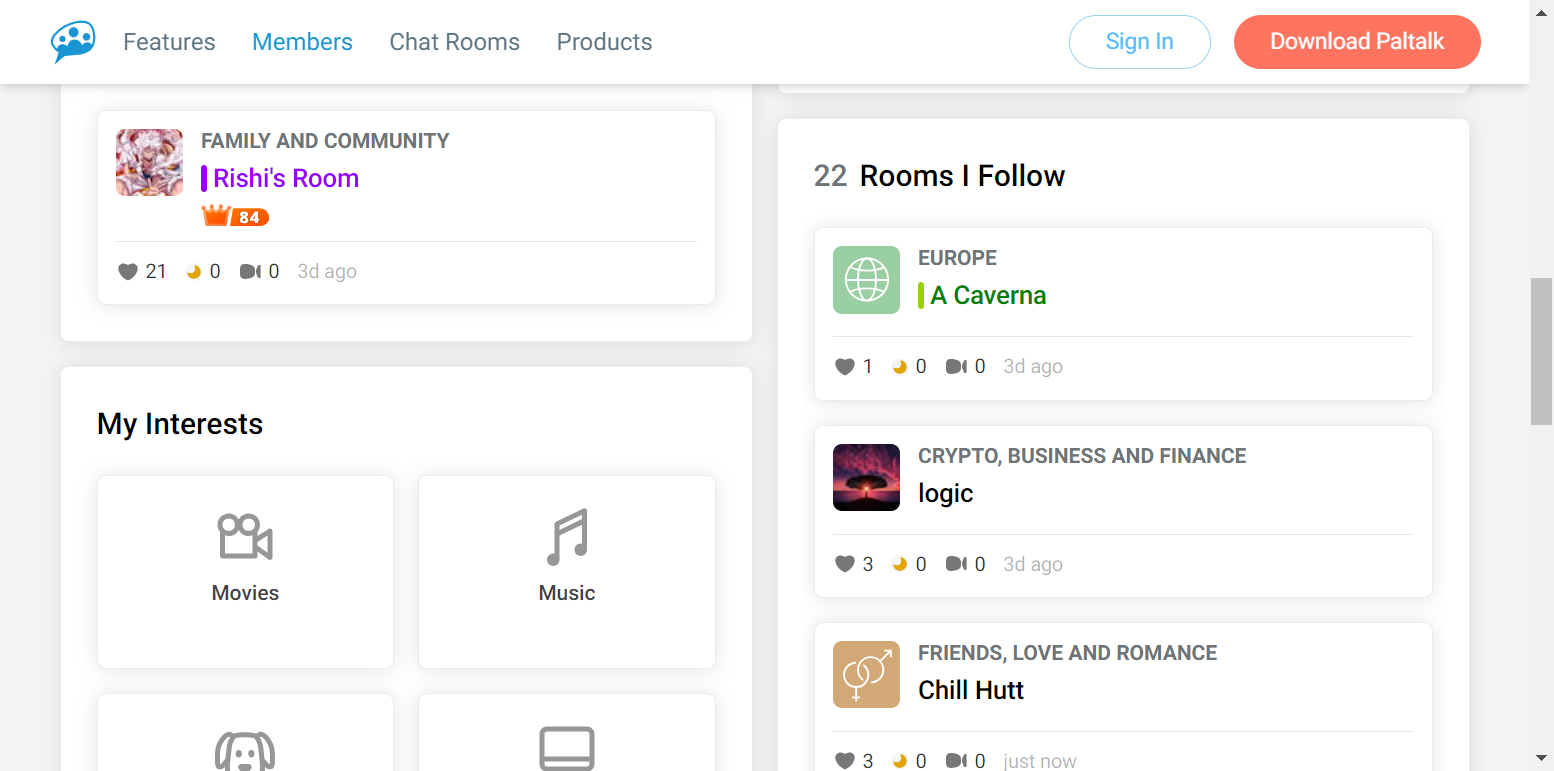 Features
Members
Chat Rooms
Products
Sign In
Download Paltalk
FAMILY AND COMMUNITY
Rishi's Room
84
21
0
0
3d ago
My Interests
Movies
Music
22 Rooms I Follow
EUROPE
A Caverna
1
0
0
3d ago
CRYPTO, BUSINESS AND FINANCE
logic
3
0
0
3d ago
FRIENDS, LOVE AND ROMANCE
Chill Hutt
3
0
0
just now